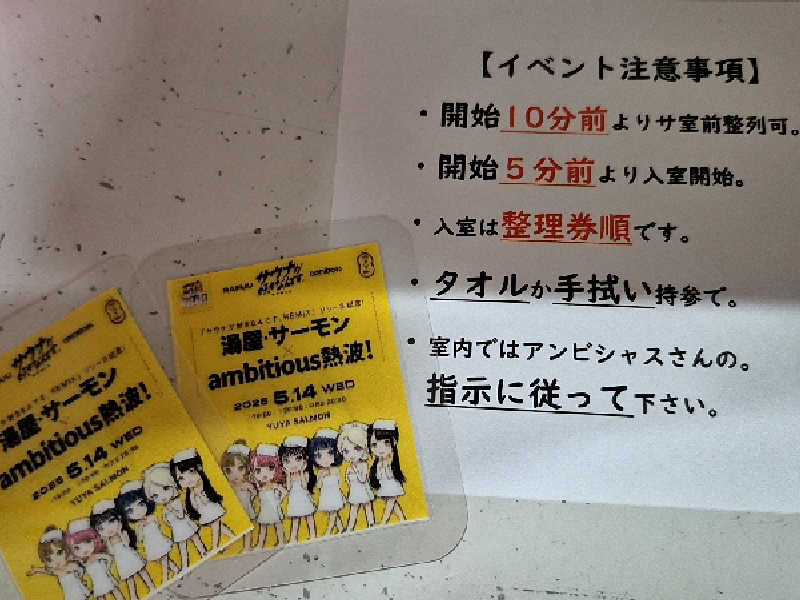 【イベント注意事項】
・開始10分前よりサ室前整列可。
・開始5分前より入室開始。
・入室は整理券順です。
・タオルか手拭い持参で。
・室内ではアンビシャスさんの。
指示に従って下さい。
湯屋・サーモン
×
ambitious熱波!
2025 5.14 WED
YUYA SALMON
湯屋・サーモン
ambitious熱波!
2025 5.14 WED
YUYA SALMON